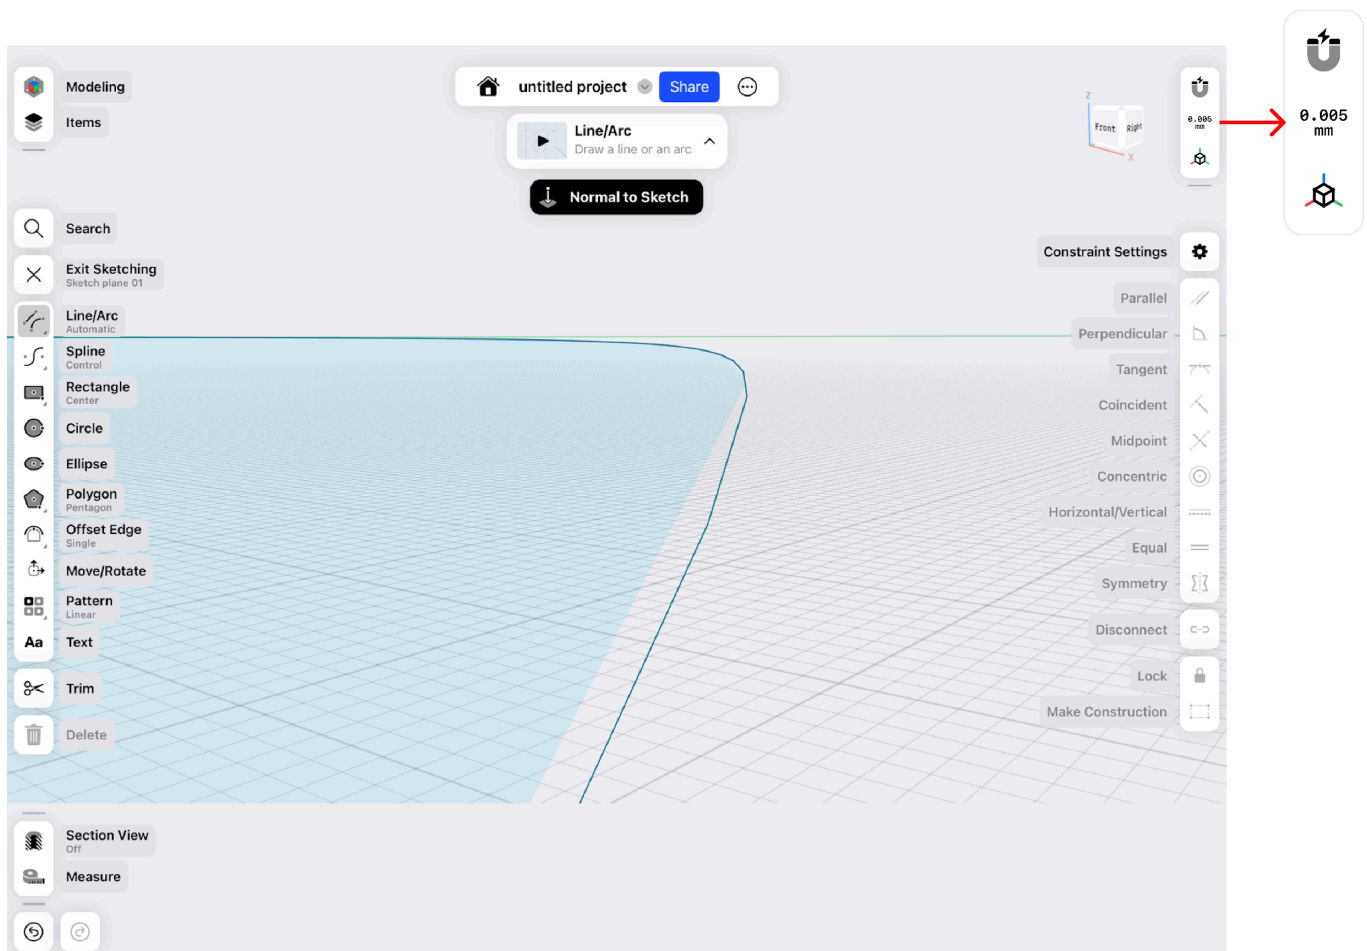 Modeling
Items
untitled project
Share
Line/Arc
Draw a line or an arc
Normal to Sketch
Z
Front
Right
X
0.005
mm
0.005
mm
Search
Exit Sketching
Sketch plane 01
Line/Arc
Automatic
Spline
Control
Rectangle
Center
Circle
Ellipse
Polygon
Pentagon
Offset Edge
Single
Move/Rotate
Pattern
Linear
Aa
Text
Trim
Delete
Section View
Off
Measure
Constraint Settings
Parallel
Perpendicular
Tangent
Coincident
Midpoint
Concentric
Horizontal/Vertical
Equal
Symmetry
Disconnect
Lock
Make Construction